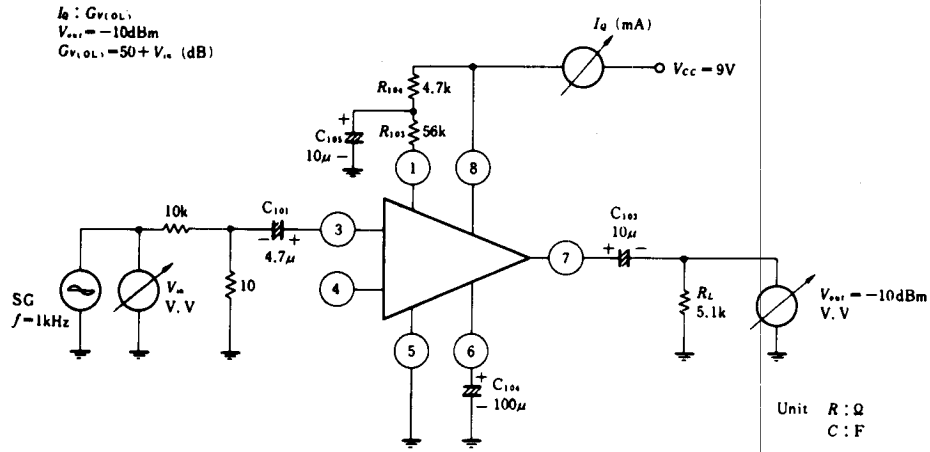 IQ : GV(OL)
Vout=−10dBm
GV(OL)=50+Vin (dB)
IQ (mA)
VCC=9V
R104 4.7k
C105
10μ
+
−
R103 56k
1
8
10k
C101
− +
4.7μ
3
4
7
C103
10μ
+ −
SG
f=1kHz
Vin
V.V
10
RL
5.1k
Vout=−10dBm
V.V
5
6
+
C104
− 100μ
Unit R : Ω
C : F